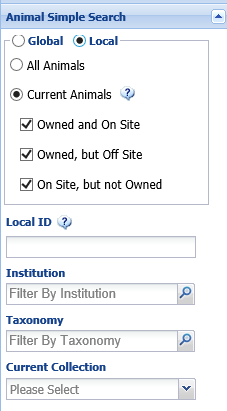 Animal Simple Search
Global Local
All Animals
Current Animals ?
Owned and On Site
Owned, but Off Site
On Site, but not Owned
Local ID ?
Institution
Filter By Institution
Taxonomy
Filter By Taxonomy
Current Collection
Please Select